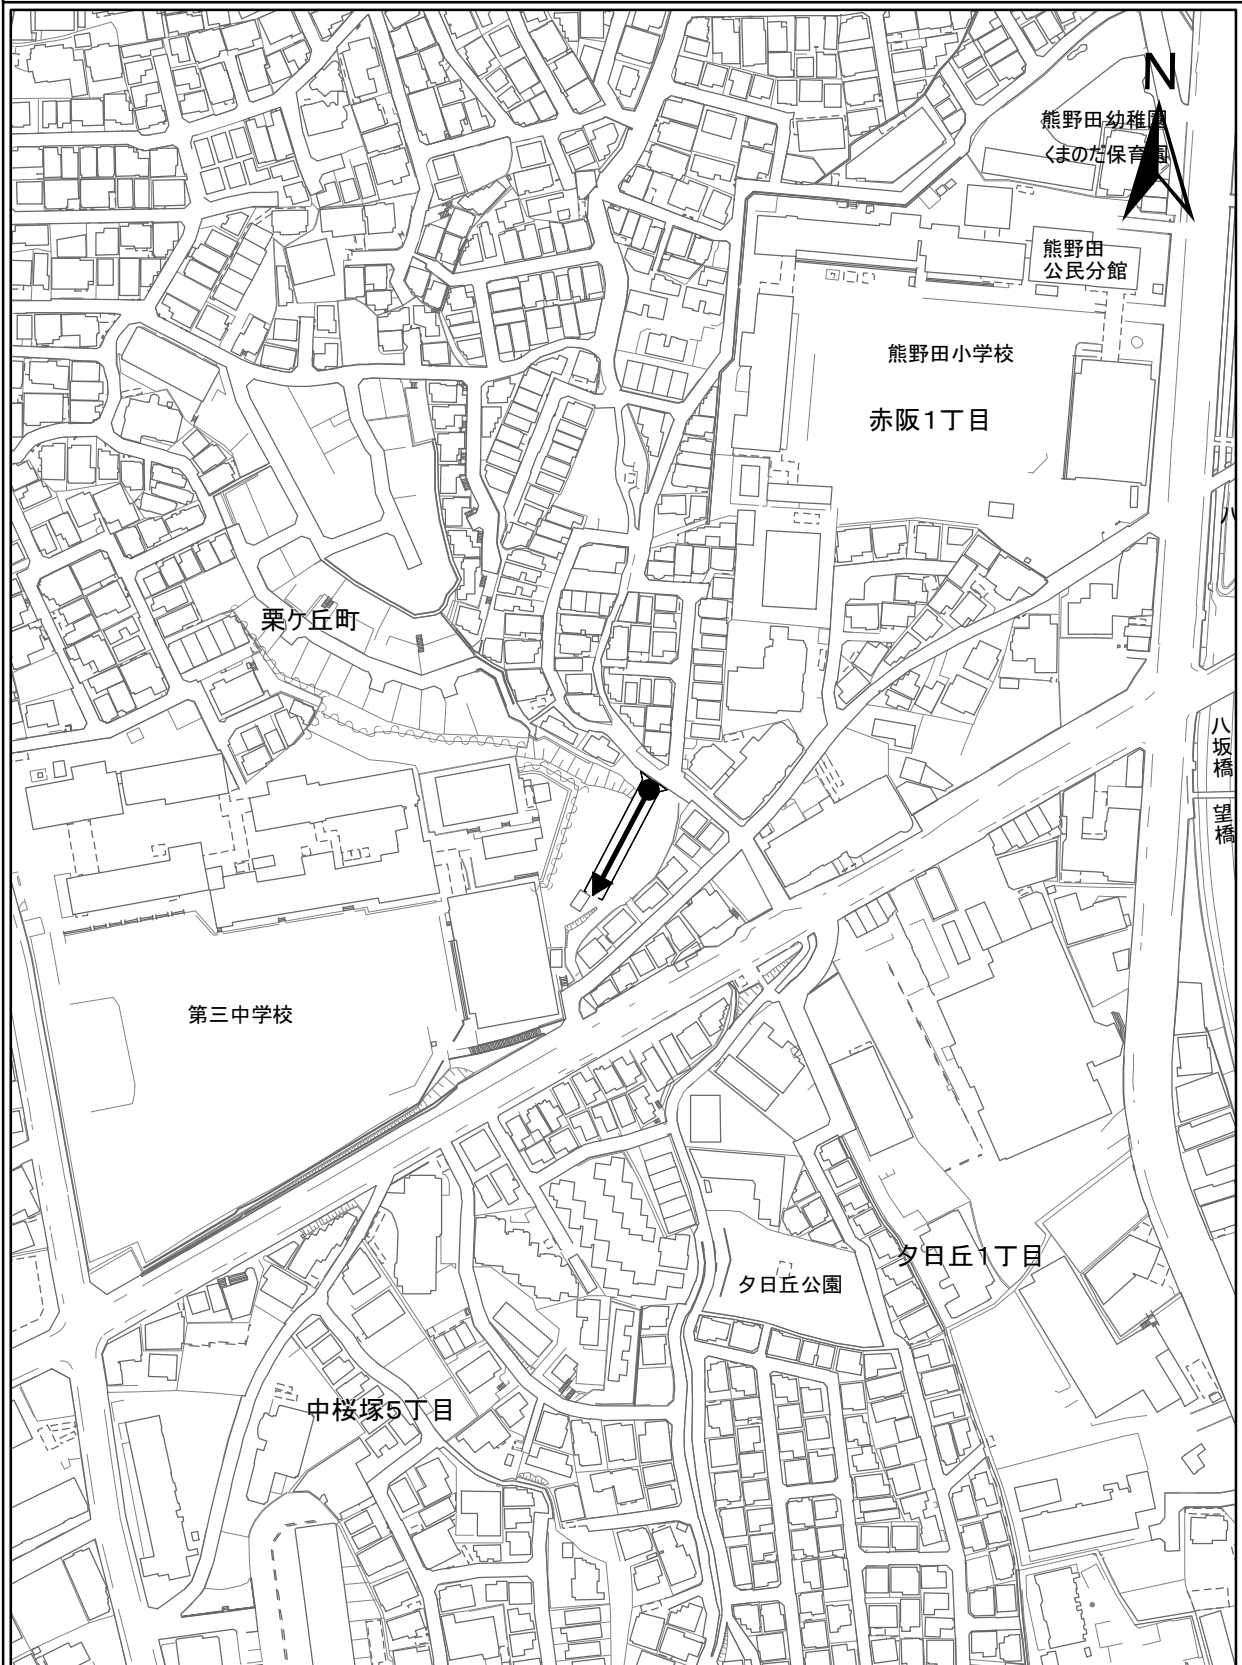 N
熊野田幼稚園
くまのだ保育園
熊野田
公民分館
熊野田小学校
赤阪1丁目
八
栗ケ丘町
八坂橋
望橋
第三中学校
夕日丘1丁目
夕日丘公園
中桜塚5丁目